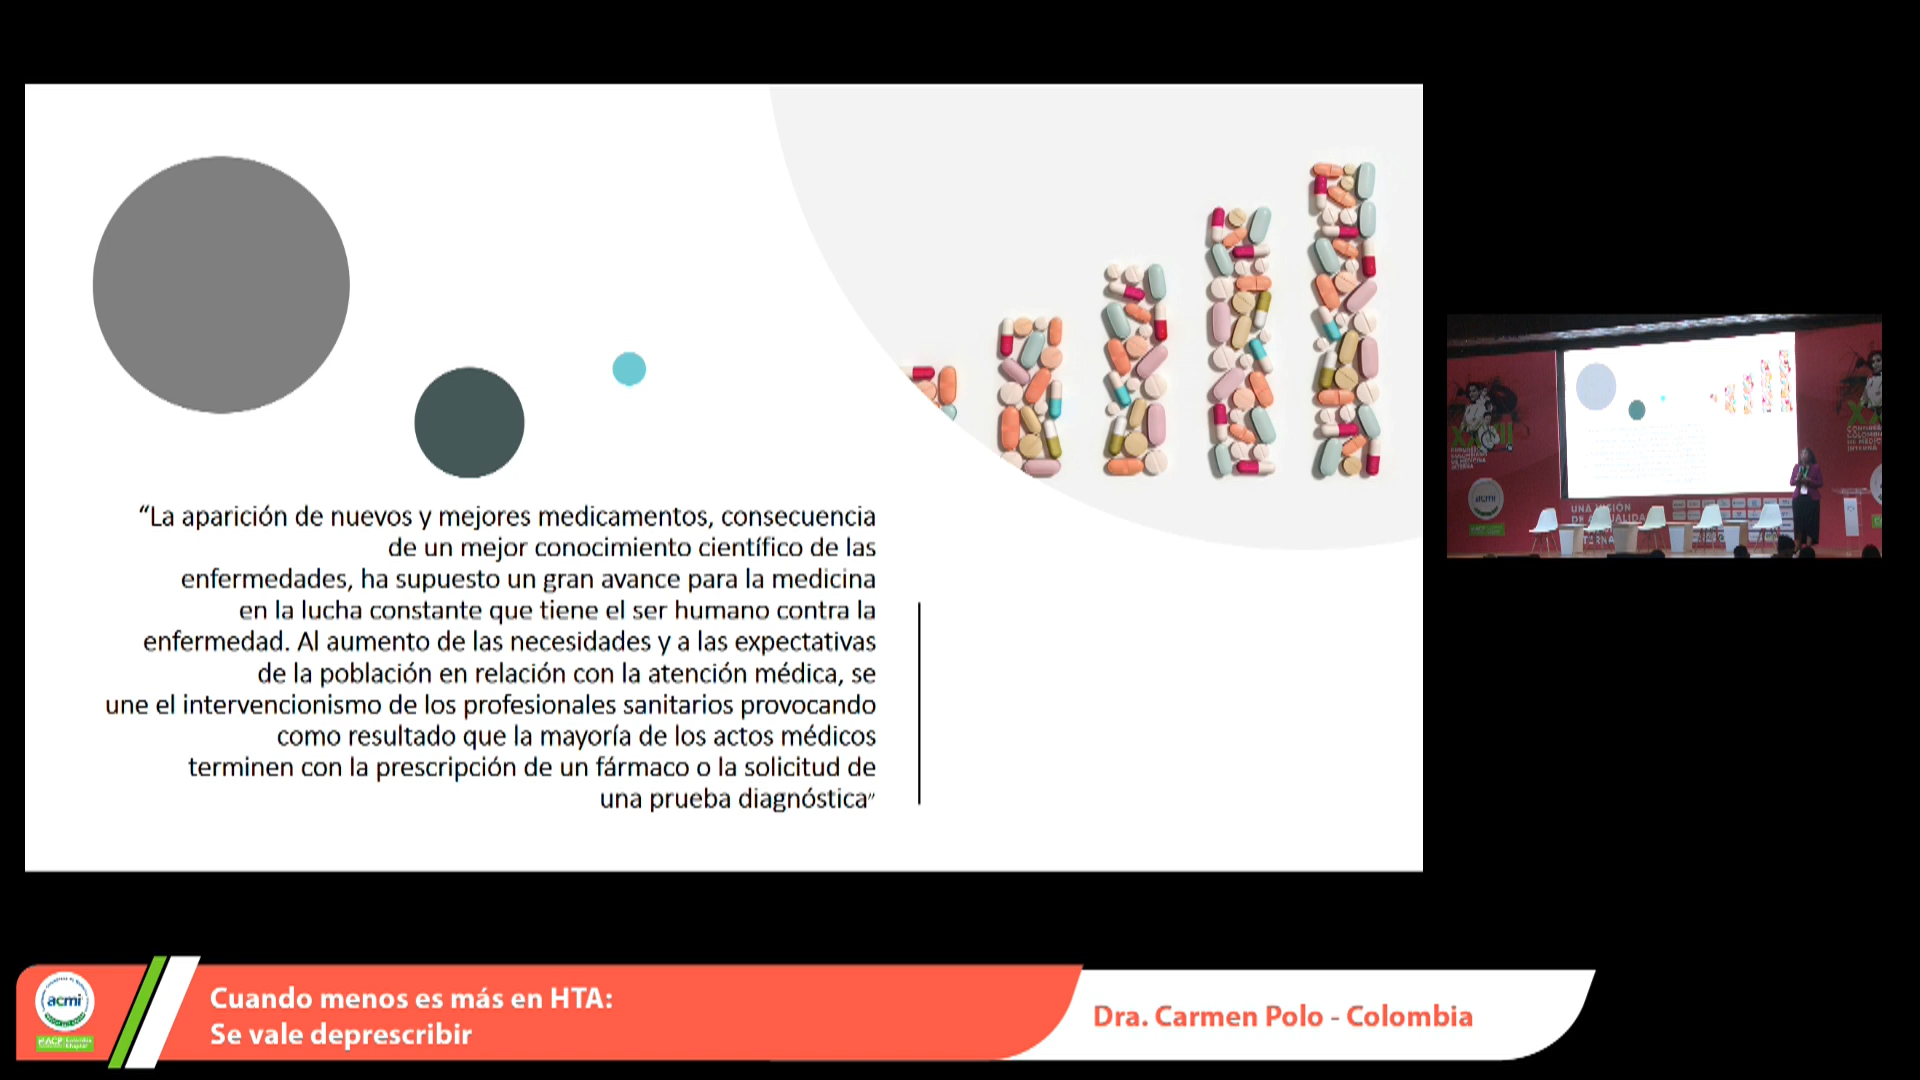 “La aparición de nuevos y mejores medicamentos, consecuencia
de un mejor conocimiento científico de las
enfermedades, ha supuesto un gran avance para la medicina
en la lucha constante que tiene el ser humano contra la
enfermedad. Al aumento de las necesidades y a las expectativas
de la población en relación con la atención médica, se
une el intervencionismo de los profesionales sanitarios provocando
como resultado que la mayoría de los actos médicos
terminen con la prescripción de un fármaco o la solicitud de
una prueba diagnóstica”
acmi
UNA VISIÓN
acmi
Cuando menos es más en HTA:
Se vale deprescribir
Dra. Carmen Polo - Colombia